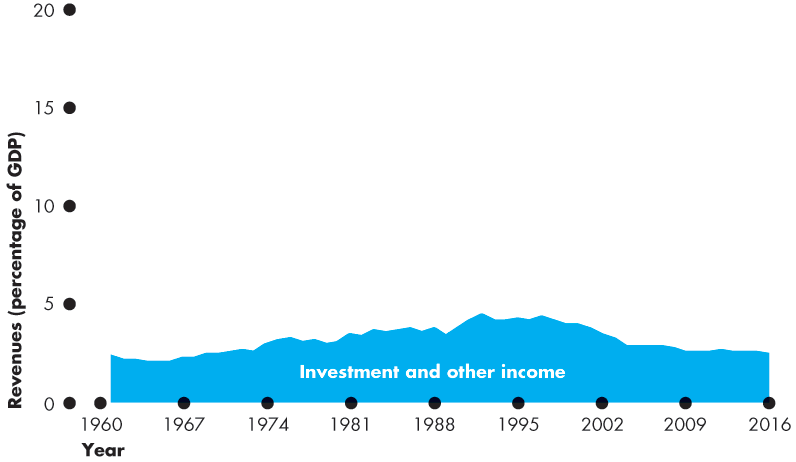 20
15
10
5
0
Revenues (percentage of GDP)
Investment and other income
1960 1967 1974 1981 1988 1995 2002 2009 2016
Year